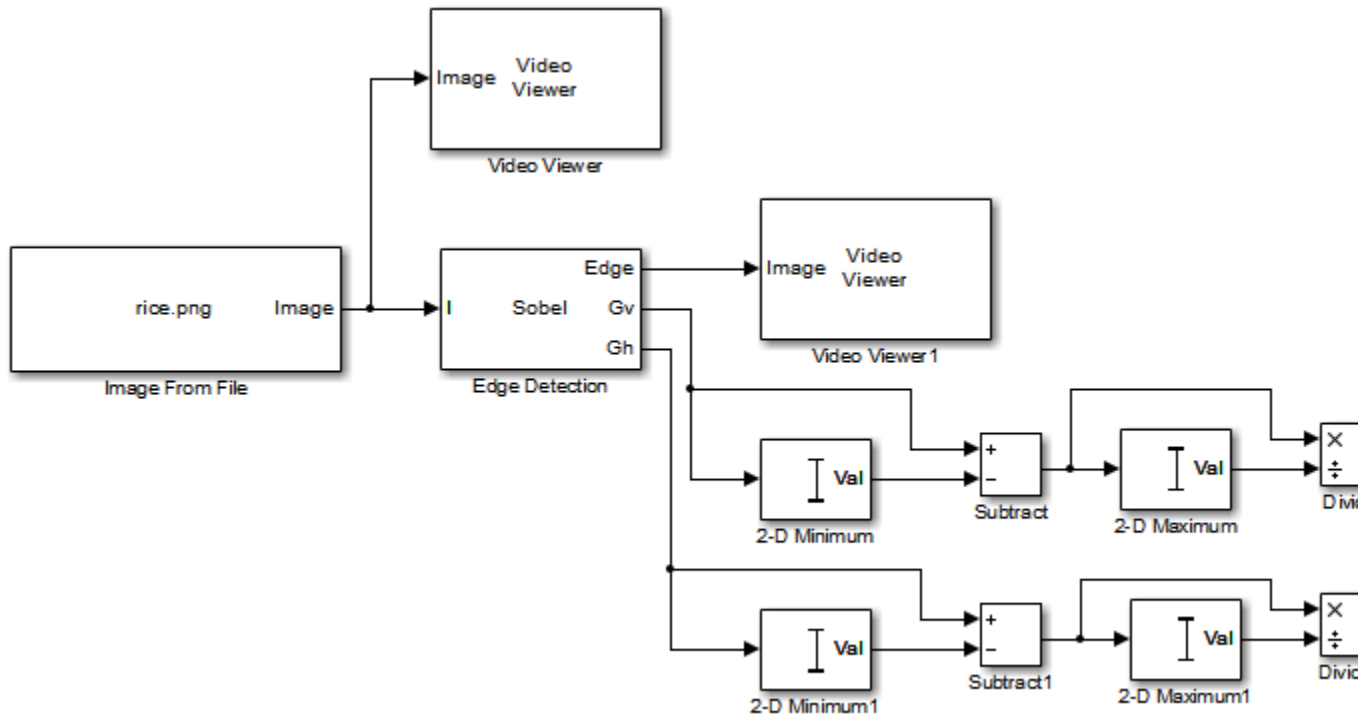 Video
Viewer
Image
Video Viewer
rice.png
Image
Image From File
I
Sobel
Edge
Gv
Gh
Edge Detection
Image
Video
Viewer
Video Viewer1
Val
2-D Minimum
+
−
Subtract
Val
2-D Maximum
×
÷
Val
2-D Minimum1
+
−
Subtract1
Val
2-D Maximum1
×
÷